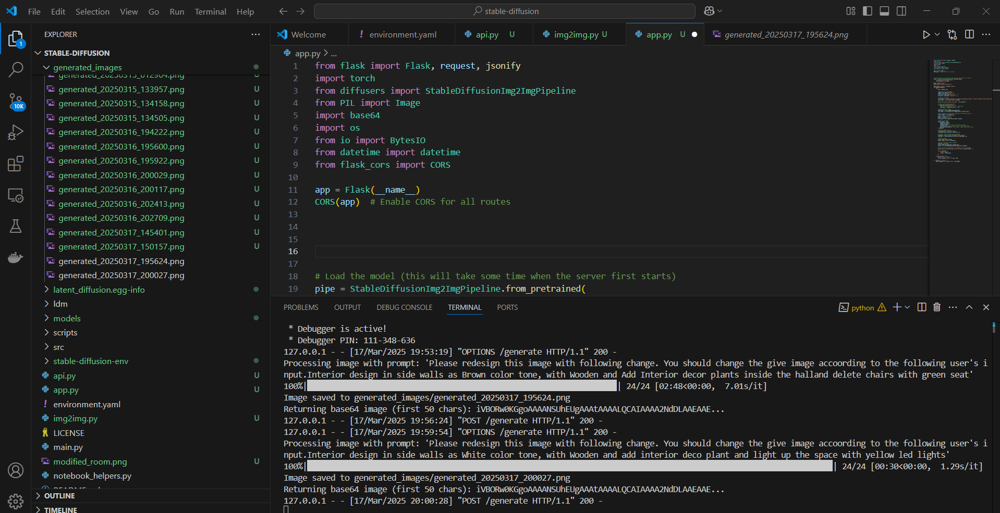 File Edit Selection View Go Run Terminal Help
stable-diffusion
EXPLORER
1
10K
STABLE-DIFFUSION
generated_images
generated_20250315_012904.png U
generated_20250315_133957.png U
generated_20250315_134158.png U
generated_20250315_134505.png U
generated_20250316_194222.png U
generated_20250316_195600.png U
generated_20250316_195922.png U
generated_20250316_200029.png U
generated_20250316_200117.png U
generated_20250316_202413.png U
generated_20250316_202709.png U
generated_20250317_145401.png U
generated_20250317_150157.png U
generated_20250317_195624.png
generated_20250317_200027.png
latent_diffusion.egg-info
ldm
models
scripts
src
stable-diffusion-env
api.py U
app.py U
! environment.yaml
img2img.py U
LICENSE
main.py
modified_room.png U
notebook_helpers.py
OUTLINE
TIMELINE
Welcome ! environment.yaml api.py U img2img.py U app.py U generated_20250317_195624.png
app.py > ...
1 from flask import Flask, request, jsonify
2 import torch
3 from diffusers import StableDiffusionImg2ImgPipeline
4 from PIL import Image
5 import base64
6 import os
7 from io import BytesIO
8 from datetime import datetime
9 from flask_cors import CORS
10
11 app = Flask(__name__)
12 CORS(app)  # Enable CORS for all routes
13
14
15
16
17
18 # Load the model (this will take some time when the server first starts)
19 pipe = StableDiffusionImg2ImgPipeline.from_pretrained(
PROBLEMS OUTPUT DEBUG CONSOLE TERMINAL PORTS
python
* Debugger is active!
* Debugger PIN: 111-348-636
127.0.0.1 - - [17/Mar/2025 19:53:19] "OPTIONS /generate HTTP/1.1" 200 -
Processing image with prompt: 'Please redesign this image with following change. You should change the give image accoording to the following user's i
nput.Interior design in side walls as Brown color tone, with Wooden and Add Interior decor plants inside the halland delete chairs with green seat'
100%| | 24/24 [02:48<00:00,  7.01s/it]
Image saved to generated_images/generated_20250317_195624.png
Returning base64 image (first 50 chars): iVBORw0KGgoAAAANSUhEUgAAAtAAAALQCAIAAAA2NdDLAAEAAE...
127.0.0.1 - - [17/Mar/2025 19:56:24] "POST /generate HTTP/1.1" 200 -
127.0.0.1 - - [17/Mar/2025 19:59:54] "OPTIONS /generate HTTP/1.1" 200 -
Processing image with prompt: 'Please redesign this image with following change. You should change the give image accoording to the following user's i
nput.Interior design in side walls as White color tone, with Wooden and add interior deco plant and light up the space with yellow led lights'
100%| | 24/24 [00:30<00:00,  1.29s/it]
Image saved to generated_images/generated_20250317_200027.png
Returning base64 image (first 50 chars): iVBORw0KGgoAAAANSUhEUgAAAtAAAALQCAIAAAA2NdDLAAEAAE...
127.0.0.1 - - [17/Mar/2025 20:00:28] "POST /generate HTTP/1.1" 200 -